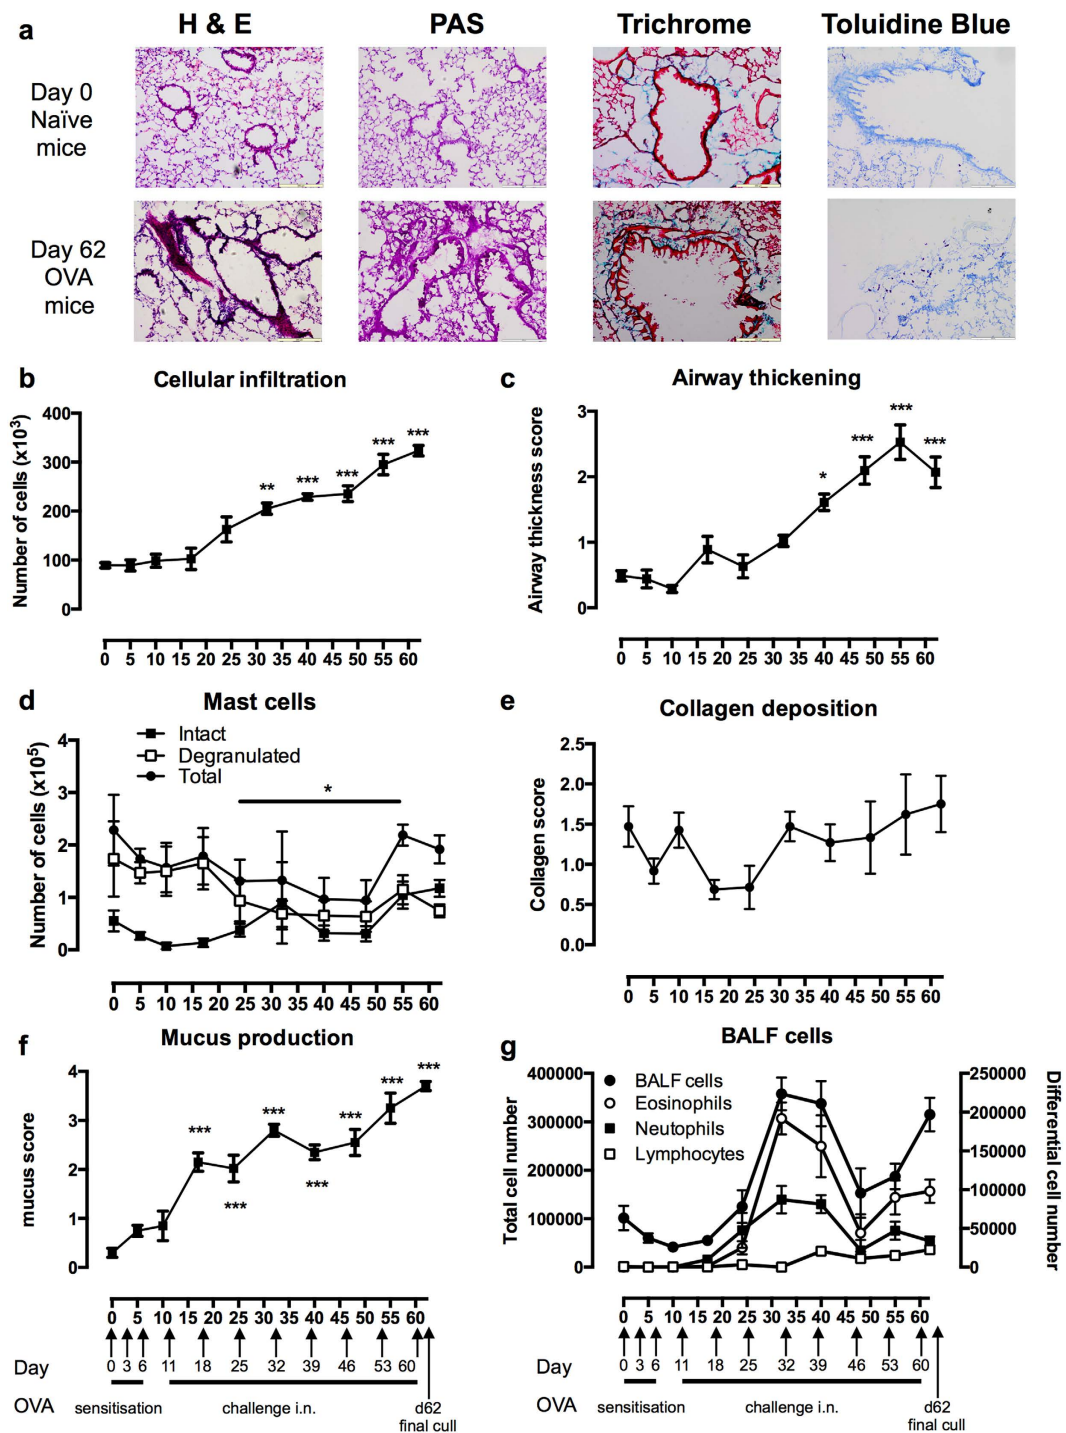 a
H & E PAS Trichrome Toluidine Blue
Day 0
Naïve
mice
Day 62
OVA
mice
b
Cellular infiltration
Number of cells (x10³)
400
300
200
100
0
** *** *** *** ***
0 5 10 15 20 25 30 35 40 45 50 55 60
c
Airway thickening
Airway thickness score
3
2
1
0
* *** *** ***
0 5 10 15 20 25 30 35 40 45 50 55 60
d
Mast cells
Intact
Degranulated
Total
Number of cells (x10⁵)
4
3
2
1
0
*
0 5 10 15 20 25 30 35 40 45 50 55 60
e
Collagen deposition
Collagen score
2.5
2.0
1.5
1.0
0.5
0.0
0 5 10 15 20 25 30 35 40 45 50 55 60
f
Mucus production
mucus score
4
3
2
1
0
*** *** *** *** *** *** ***
0 5 10 15 20 25 30 35 40 45 50 55 60
Day 0 3 6 11 18 25 32 39 46 53 60
OVA sensitisation challenge i.n. d62
final cull
g
BALF cells
BALF cells
Eosinophils
Neutophils
Lymphocytes
Total cell number
400000
300000
200000
100000
0
Differential cell number
250000
200000
150000
100000
50000
0
0 5 10 15 20 25 30 35 40 45 50 55 60
Day 0 3 6 11 18 25 32 39 46 53 60
OVA sensitisation challenge i.n. d62
final cull